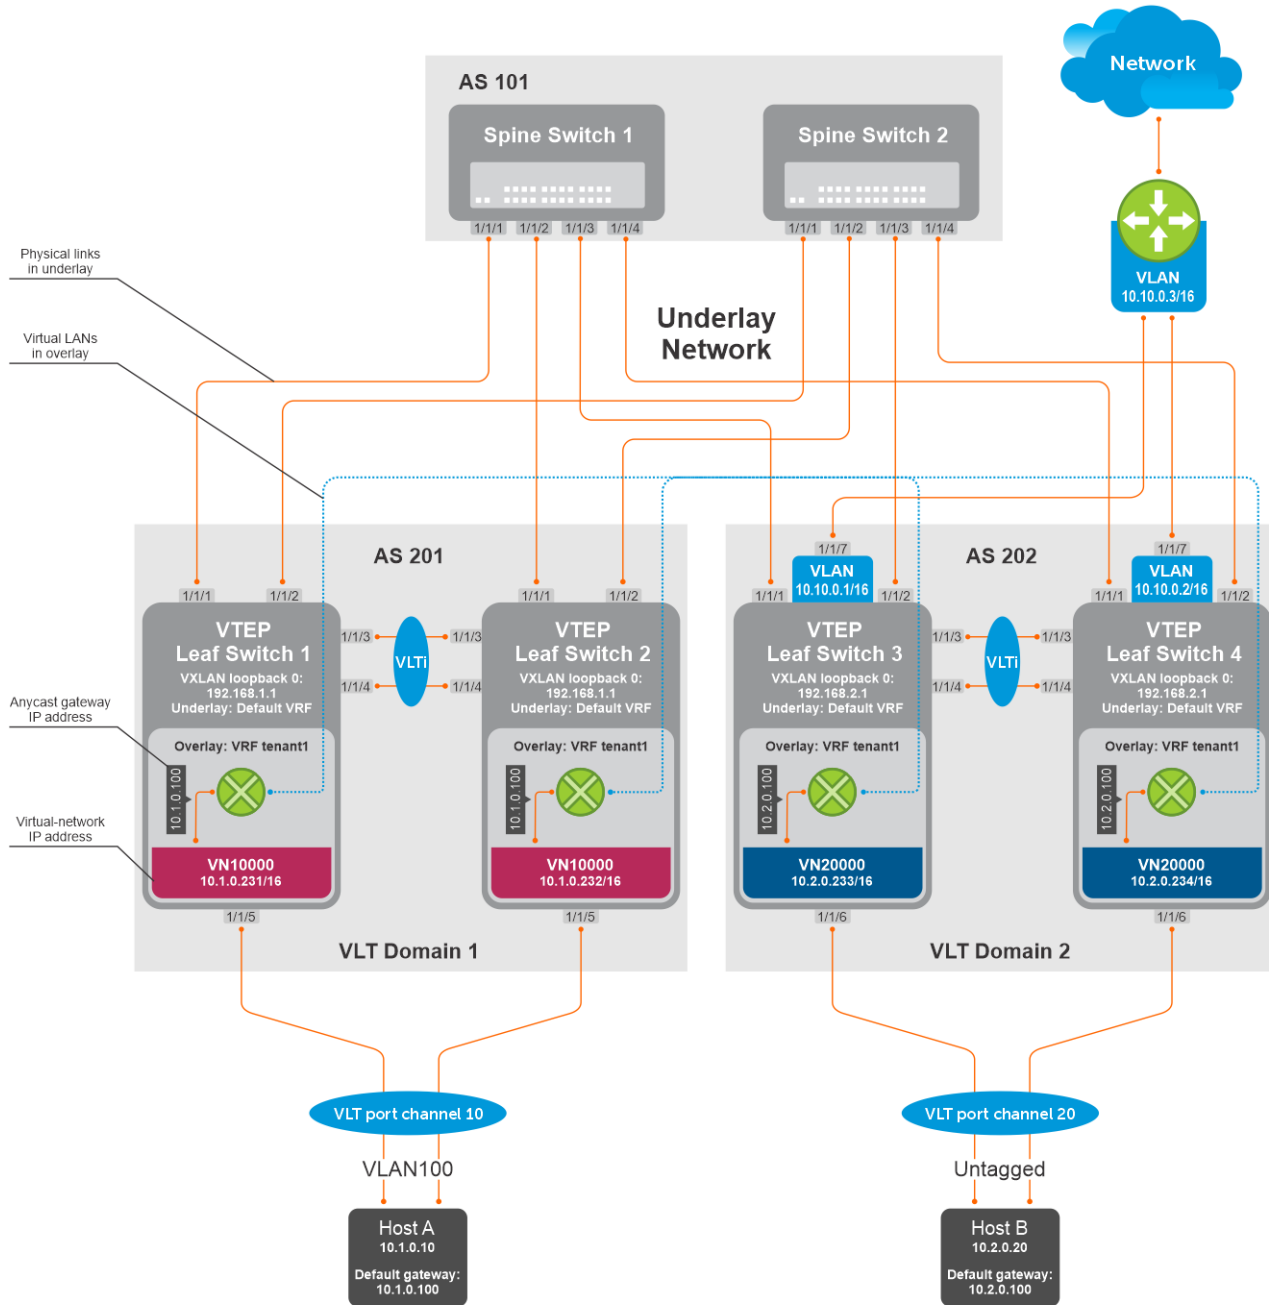 Network
AS 101
Spine Switch 1
Spine Switch 2
1/1/1
1/1/2
1/1/3
1/1/4
1/1/1
1/1/2
1/1/3
1/1/4
VLAN
10.10.0.3/16
Physical links
in underlay
Virtual LANs
in overlay
Underlay
Network
AS 201
AS 202
1/1/7
1/1/7
VLAN
10.10.0.1/16
VLAN
10.10.0.2/16
1/1/1
1/1/2
1/1/1
1/1/2
1/1/1
1/1/2
1/1/1
1/1/2
VTEP
Leaf Switch 1
VXLAN loopback 0:
192.168.1.1
Underlay: Default VRF
1/1/3
1/1/4
VLTi
1/1/3
1/1/4
VTEP
Leaf Switch 2
VXLAN loopback 0:
192.168.1.1
Underlay: Default VRF
VTEP
Leaf Switch 3
VXLAN loopback 0:
192.168.2.1
Underlay: Default VRF
1/1/3
1/1/4
VLTi
1/1/3
1/1/4
VTEP
Leaf Switch 4
VXLAN loopback 0:
192.168.2.1
Underlay: Default VRF
Anycast gateway
IP address
Virtual-network
IP address
Overlay: VRF tenant1
10.1.0.100
VN10000
10.1.0.231/16
Overlay: VRF tenant1
10.1.0.100
VN10000
10.1.0.232/16
Overlay: VRF tenant1
10.2.0.100
VN20000
10.2.0.233/16
Overlay: VRF tenant1
10.2.0.100
VN20000
10.2.0.234/16
1/1/5
1/1/5
1/1/6
1/1/6
VLT Domain 1
VLT Domain 2
VLT port channel 10
VLT port channel 20
VLAN100
Untagged
Host A
10.1.0.10
Default gateway:
10.1.0.100
Host B
10.2.0.20
Default gateway:
10.2.0.100